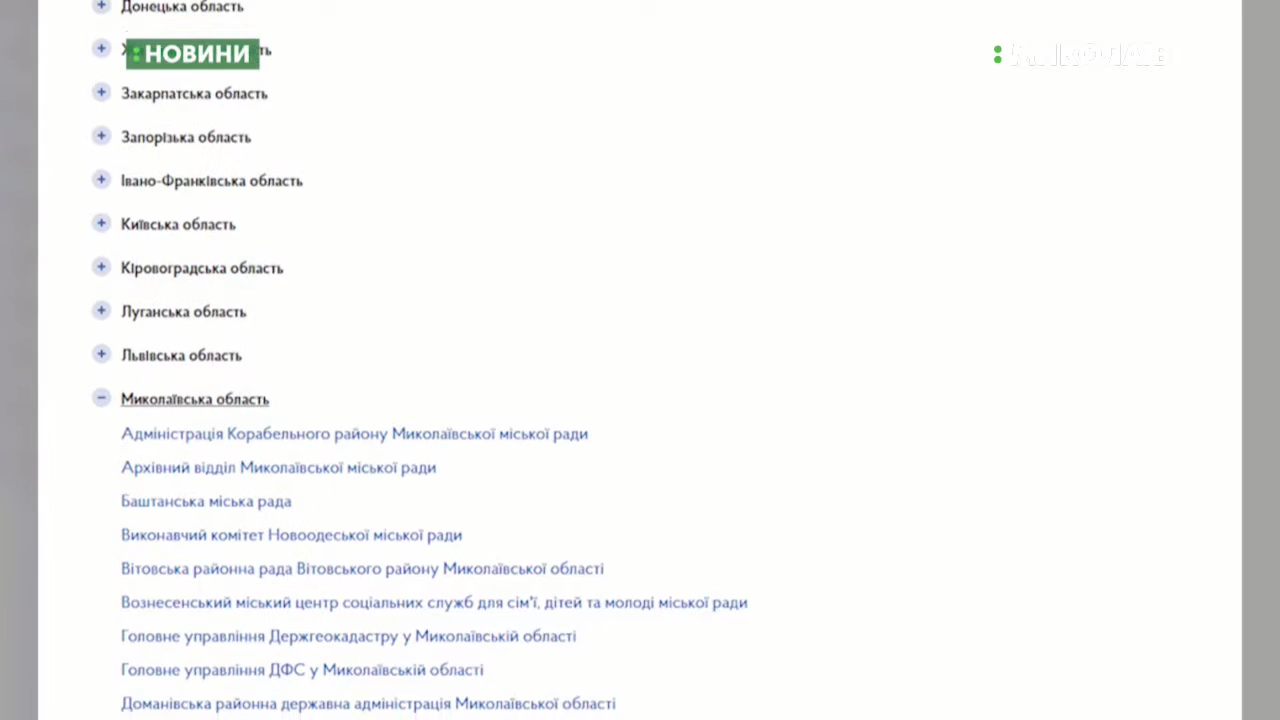 Донецька область
: НОВИНИ
Закарпатська область
Запорізька область
Івано-Франківська область
Київська область
Кіровоградська область
Луганська область
Львівська область
Миколаївська область
Адміністрація Корабельного району Миколаївської міської ради
Архівний відділ Миколаївської міської ради
Баштанська міська рада
Виконавчий комітет Новоодеської міської ради
Вітовська районна рада Вітовського району Миколаївської області
Вознесенський міський центр соціальних служб для сім'ї, дітей та молоді міської ради
Головне управління Держгеокадастру у Миколаївській області
Головне управління ДФС у Миколаївській області
Доманівська районна державна адміністрація Миколаївської області